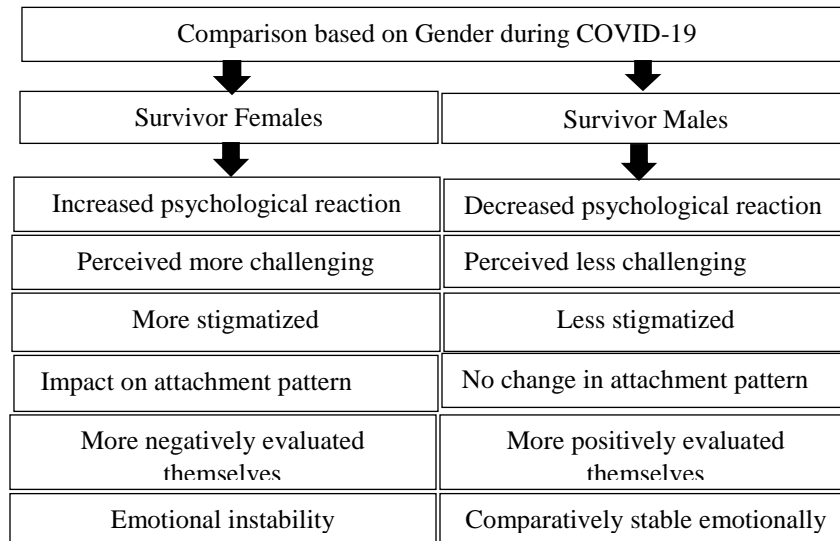 Comparison based on Gender during COVID-19
Survivor Females
Survivor Males
Increased psychological reaction
Decreased psychological reaction
Perceived more challenging
Perceived less challenging
More stigmatized
Less stigmatized
Impact on attachment pattern
No change in attachment pattern
More negatively evaluated
themselves
More positively evaluated
themselves
Emotional instability
Comparatively stable emotionally